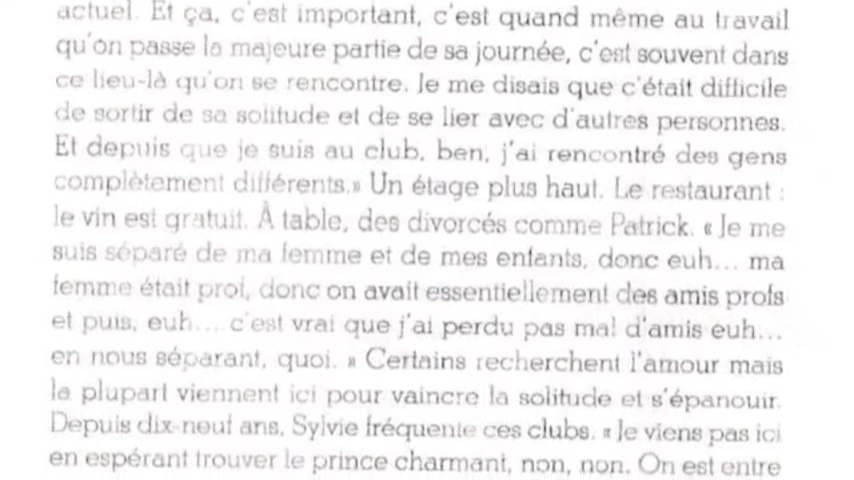 actuel. Et ça, c'est important, c'est quand même au travail
qu'on passe la majeure partie de sa journée, c'est souvent dans
ce lieu-là qu'on se rencontre. Je me disais que c'était difficile
de sortir de sa solitude et de se lier avec d'autres personnes.
Et depuis que je suis au club, ben, j'ai rencontré des gens
complètement différents.» Un étage plus haut. Le restaurant :
le vin est gratuit. À table, des divorcés comme Patrick. « Je me
suis séparé de ma femme et de mes enfants, donc euh... ma
femme était prof, donc on avait essentiellement des amis profs
et puis, euh... c'est vrai que j'ai perdu pas mal d'amis euh...
en nous séparant, quoi. » Certains recherchent l'amour mais
la plupart viennent ici pour vaincre la solitude et s'épanouir.
Depuis dix-neuf ans, Sylvie fréquente ces clubs. « Je viens pas ici
en espérant trouver le prince charmant, non, non. On est entre